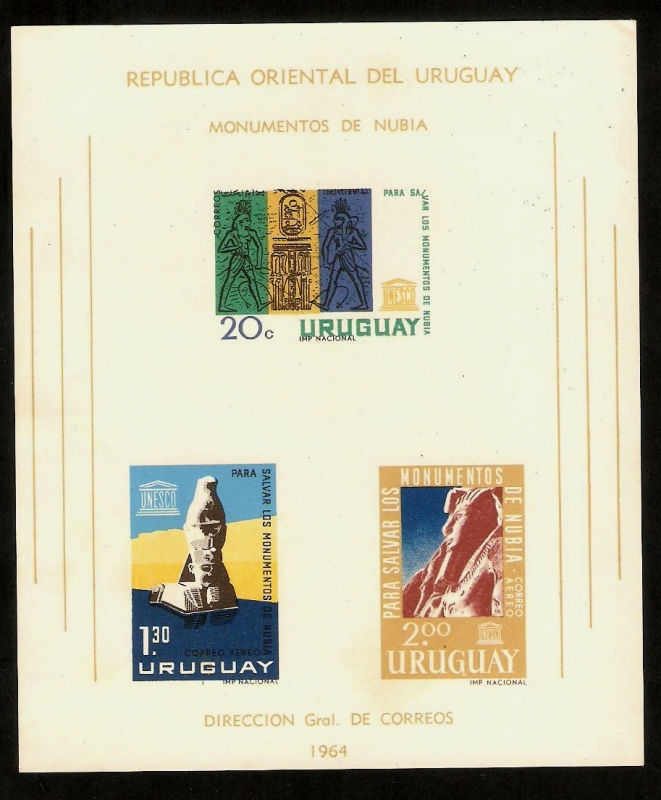 REPUBLICA ORIENTAL DEL URUGUAY
MONUMENTOS DE NUBIA
CORREOS
PARA SALVAR LOS MONUMENTOS DE NUBIA
UNESCO
20c URUGUAY
IMP NACIONAL
UNESCO
PARA SALVAR LOS MONUMENTOS DE NUBIA
1.30
CORREO AEREO
URUGUAY
IMP NACIONAL
PARA SALVAR LOS MONUMENTOS DE NUBIA · CORREO AEREO
2.00
UNESCO
URUGUAY
IMP NACIONAL
DIRECCION Gral. DE CORREOS
1964